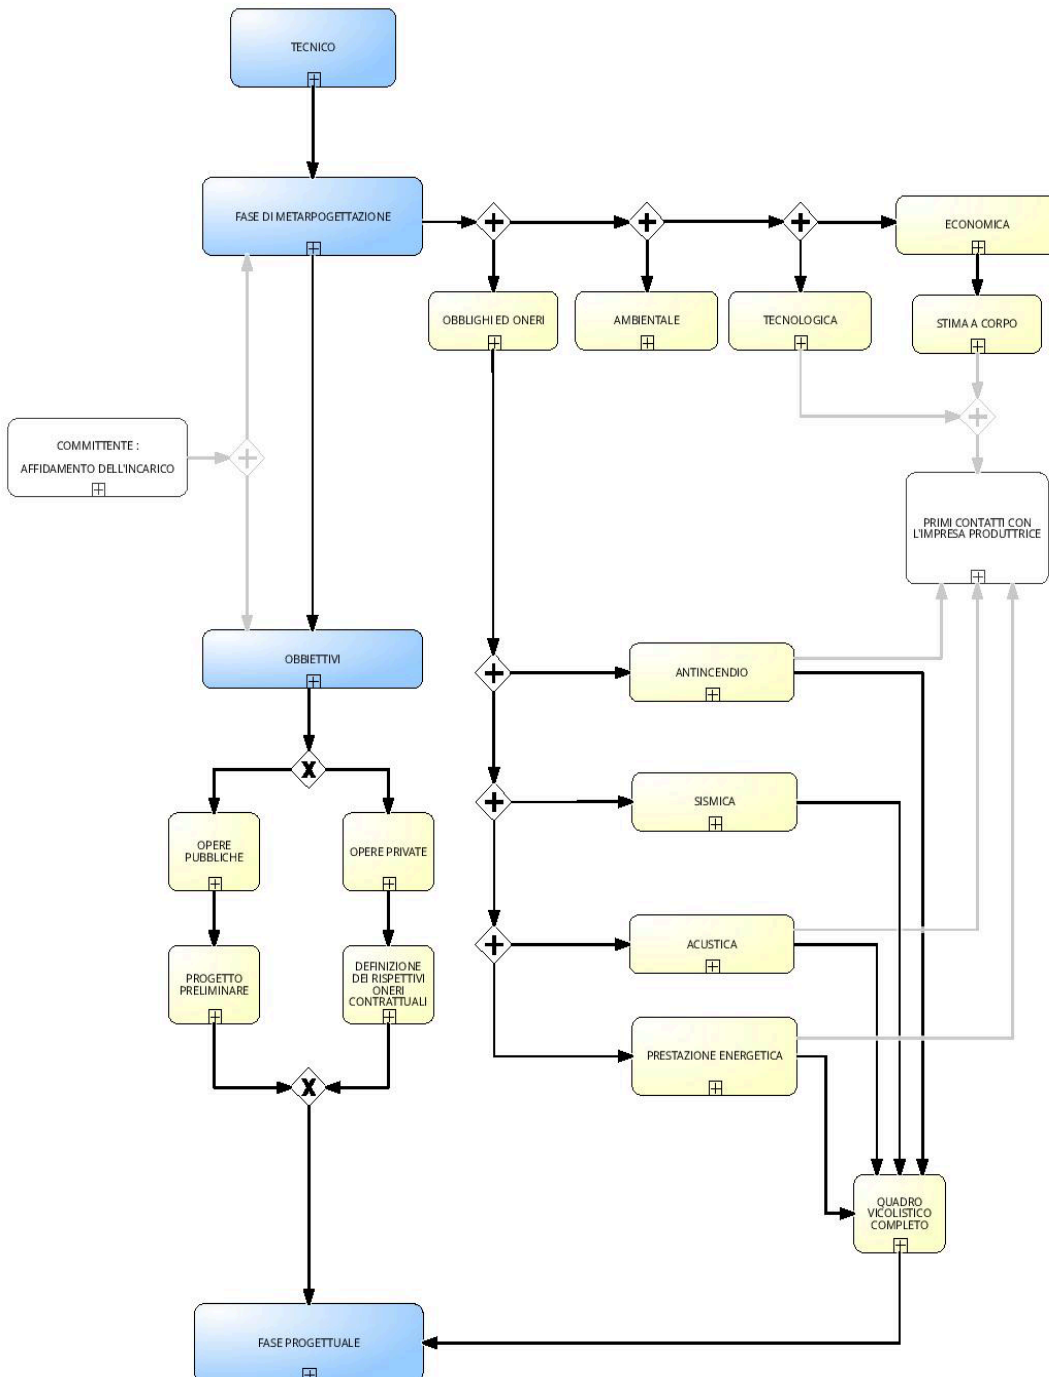 TECNICO
FASE DI METARPOGETTAZIONE
ECONOMICA
OBBLIGHI ED ONERI
AMBIENTALE
TECNOLOGICA
STIMA A CORPO
COMMITTENTE :
AFFIDAMENTO DELL'INCARICO
PRIMI CONTATTI CON
L'IMPRESA PRODUTTRICE
OBBIETTIVI
ANTINCENDIO
SISMICA
OPERE
PUBBLICHE
OPERE PRIVATE
ACUSTICA
PROGETTO
PRELIMINARE
DEFINIZIONE
DEI RISPETTIVI
ONERI
CONTRATTUALI
PRESTAZIONE ENERGETICA
QUADRO
VICOLISTICO
COMPLETO
FASE PROGETTUALE